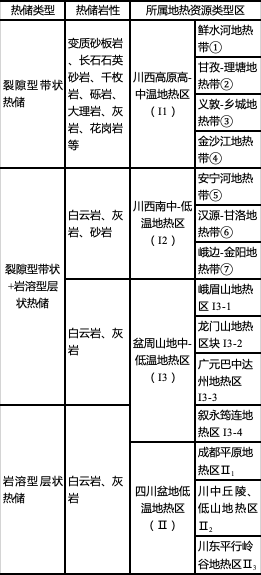 热储类型
热储岩性
所属地热资源类型区
裂隙型带状
热储
变质砂板岩
、长石石英
砂岩、千枚
岩、砾岩、
大理岩、灰
岩、花岗岩
等
川西高原高-
中温地热区
（I1）
鲜水河地热
带①
甘孜-理塘地
热带②
义敦-乡城地
热带③
金沙江地热
带④
裂隙型带状
+岩溶型层
状热储
白云岩、灰
岩、砂岩
川西南中-低
温地热区
（I2）
安宁河地热
带⑤
汉源-甘洛地
热带⑥
峨边-金阳地
热带⑦
白云岩、灰
岩
盆周山地中-
低温地热区
（I3）
峨眉山地热
区 I3-1
龙门山地热
区块 I3-2
广元巴中达
州地热区
I3-3
叙永筠连地
热区 I3-4
岩溶型层状
热储
白云岩、灰
岩
四川盆地低
温地热区
（Ⅱ）
成都平原地
热区Ⅱ₁
川中丘陵、
低山地热区
Ⅱ₂
川东平行岭
谷地热区Ⅱ₃